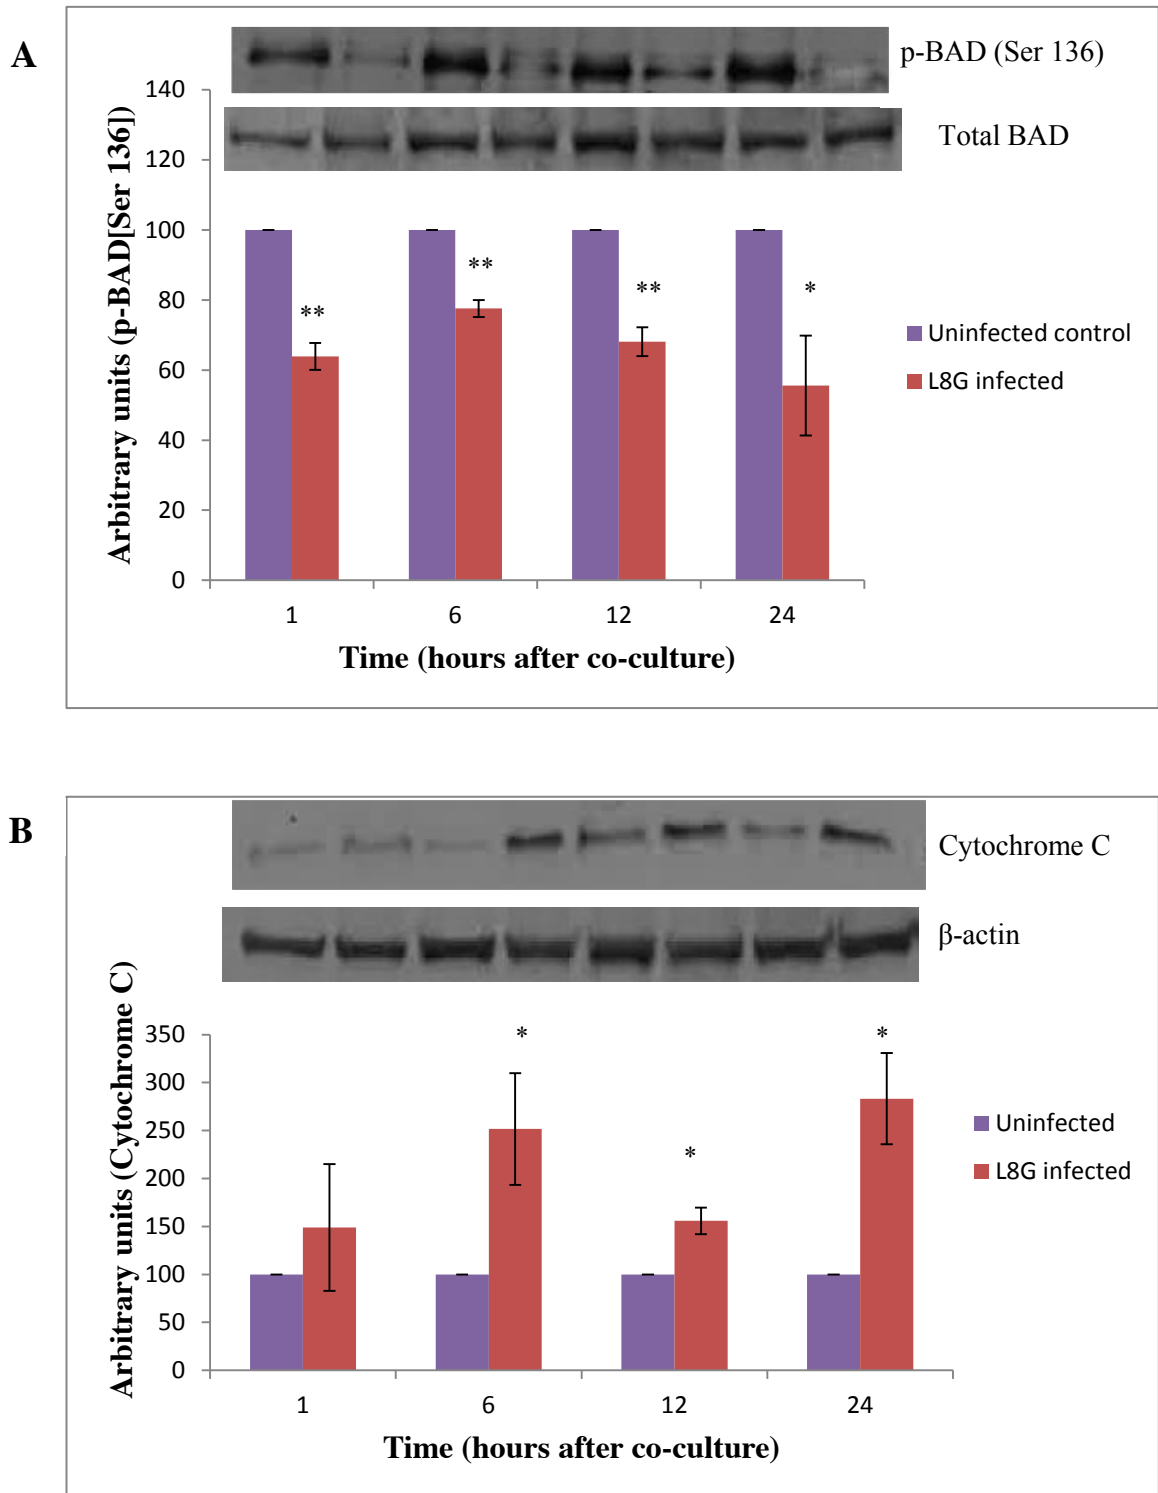 A
p-BAD (Ser 136)
Total BAD
Arbitrary units (p-BAD[Ser 136])
140
120
100
80
60
40
20
0
**
**
**
*
Uninfected control
L8G infected
1 6 12 24
Time (hours after co-culture)
B
Cytochrome C
β-actin
Arbitrary units (Cytochrome C)
350
300
250
200
150
100
50
0
*
*
*
Uninfected
L8G infected
1 6 12 24
Time (hours after co-culture)